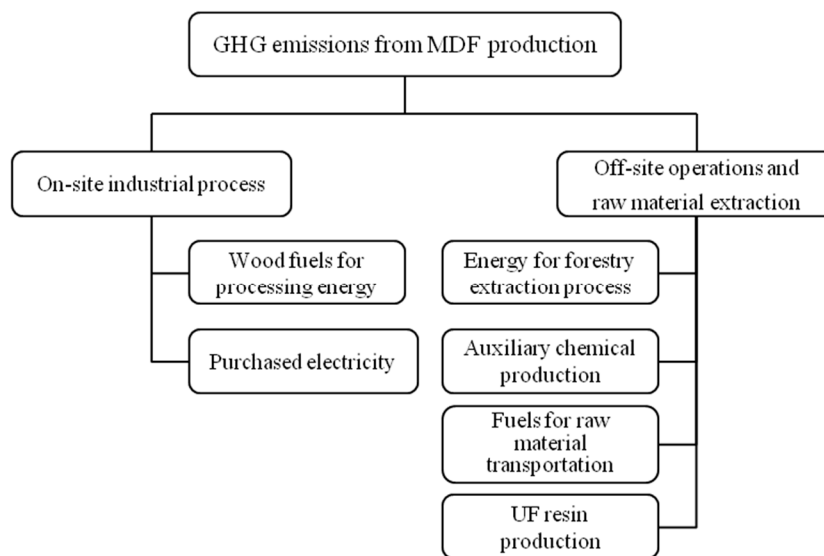 GHG emissions from MDF production
On-site industrial process
Wood fuels for
processing energy
Purchased electricity
Off-site operations and
raw material extraction
Energy for forestry
extraction process
Auxiliary chemical
production
Fuels for raw
material
transportation
UF resin
production